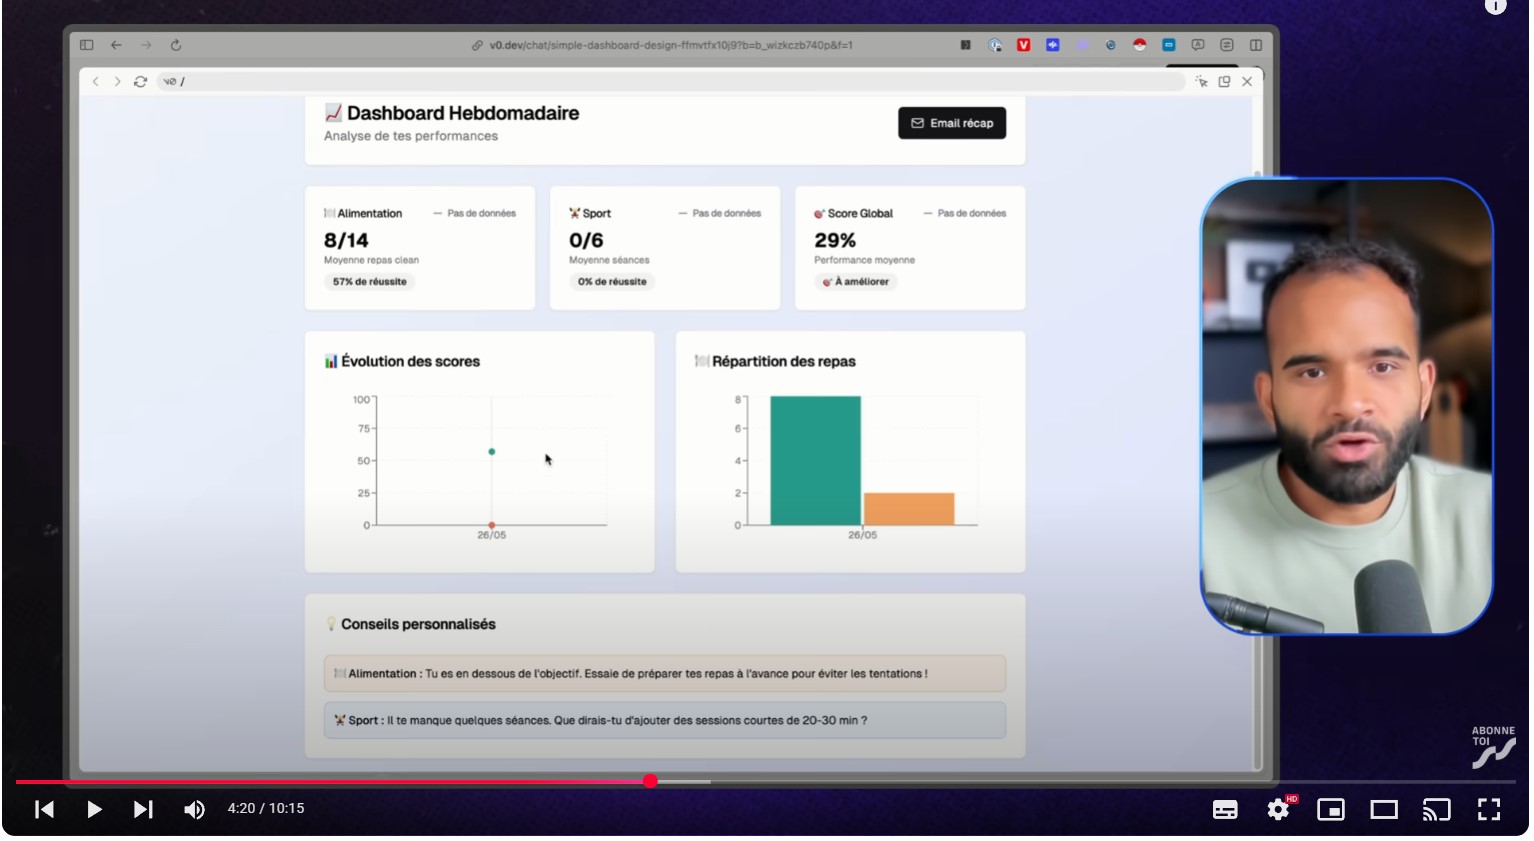 v0.dev/chat/simple-dashboard-design-ffmvtfx10j9?b=b_wizkczb740p&f=1
v0 /
Dashboard Hebdomadaire
Analyse de tes performances
Email récap
Alimentation — Pas de données
8/14
Moyenne repas clean
57% de réussite
Sport — Pas de données
0/6
Moyenne séances
0% de réussite
Score Global — Pas de données
29%
Performance moyenne
À améliorer
Évolution des scores
100
75
50
25
0
26/05
Répartition des repas
8
6
4
2
0
26/05
Conseils personnalisés
Alimentation : Tu es en dessous de l'objectif. Essaie de préparer tes repas à l'avance pour éviter les tentations !
Sport : Il te manque quelques séances. Que dirais-tu d'ajouter des sessions courtes de 20-30 min ?
ABONNE
TOI
4:20 / 10:15
HD